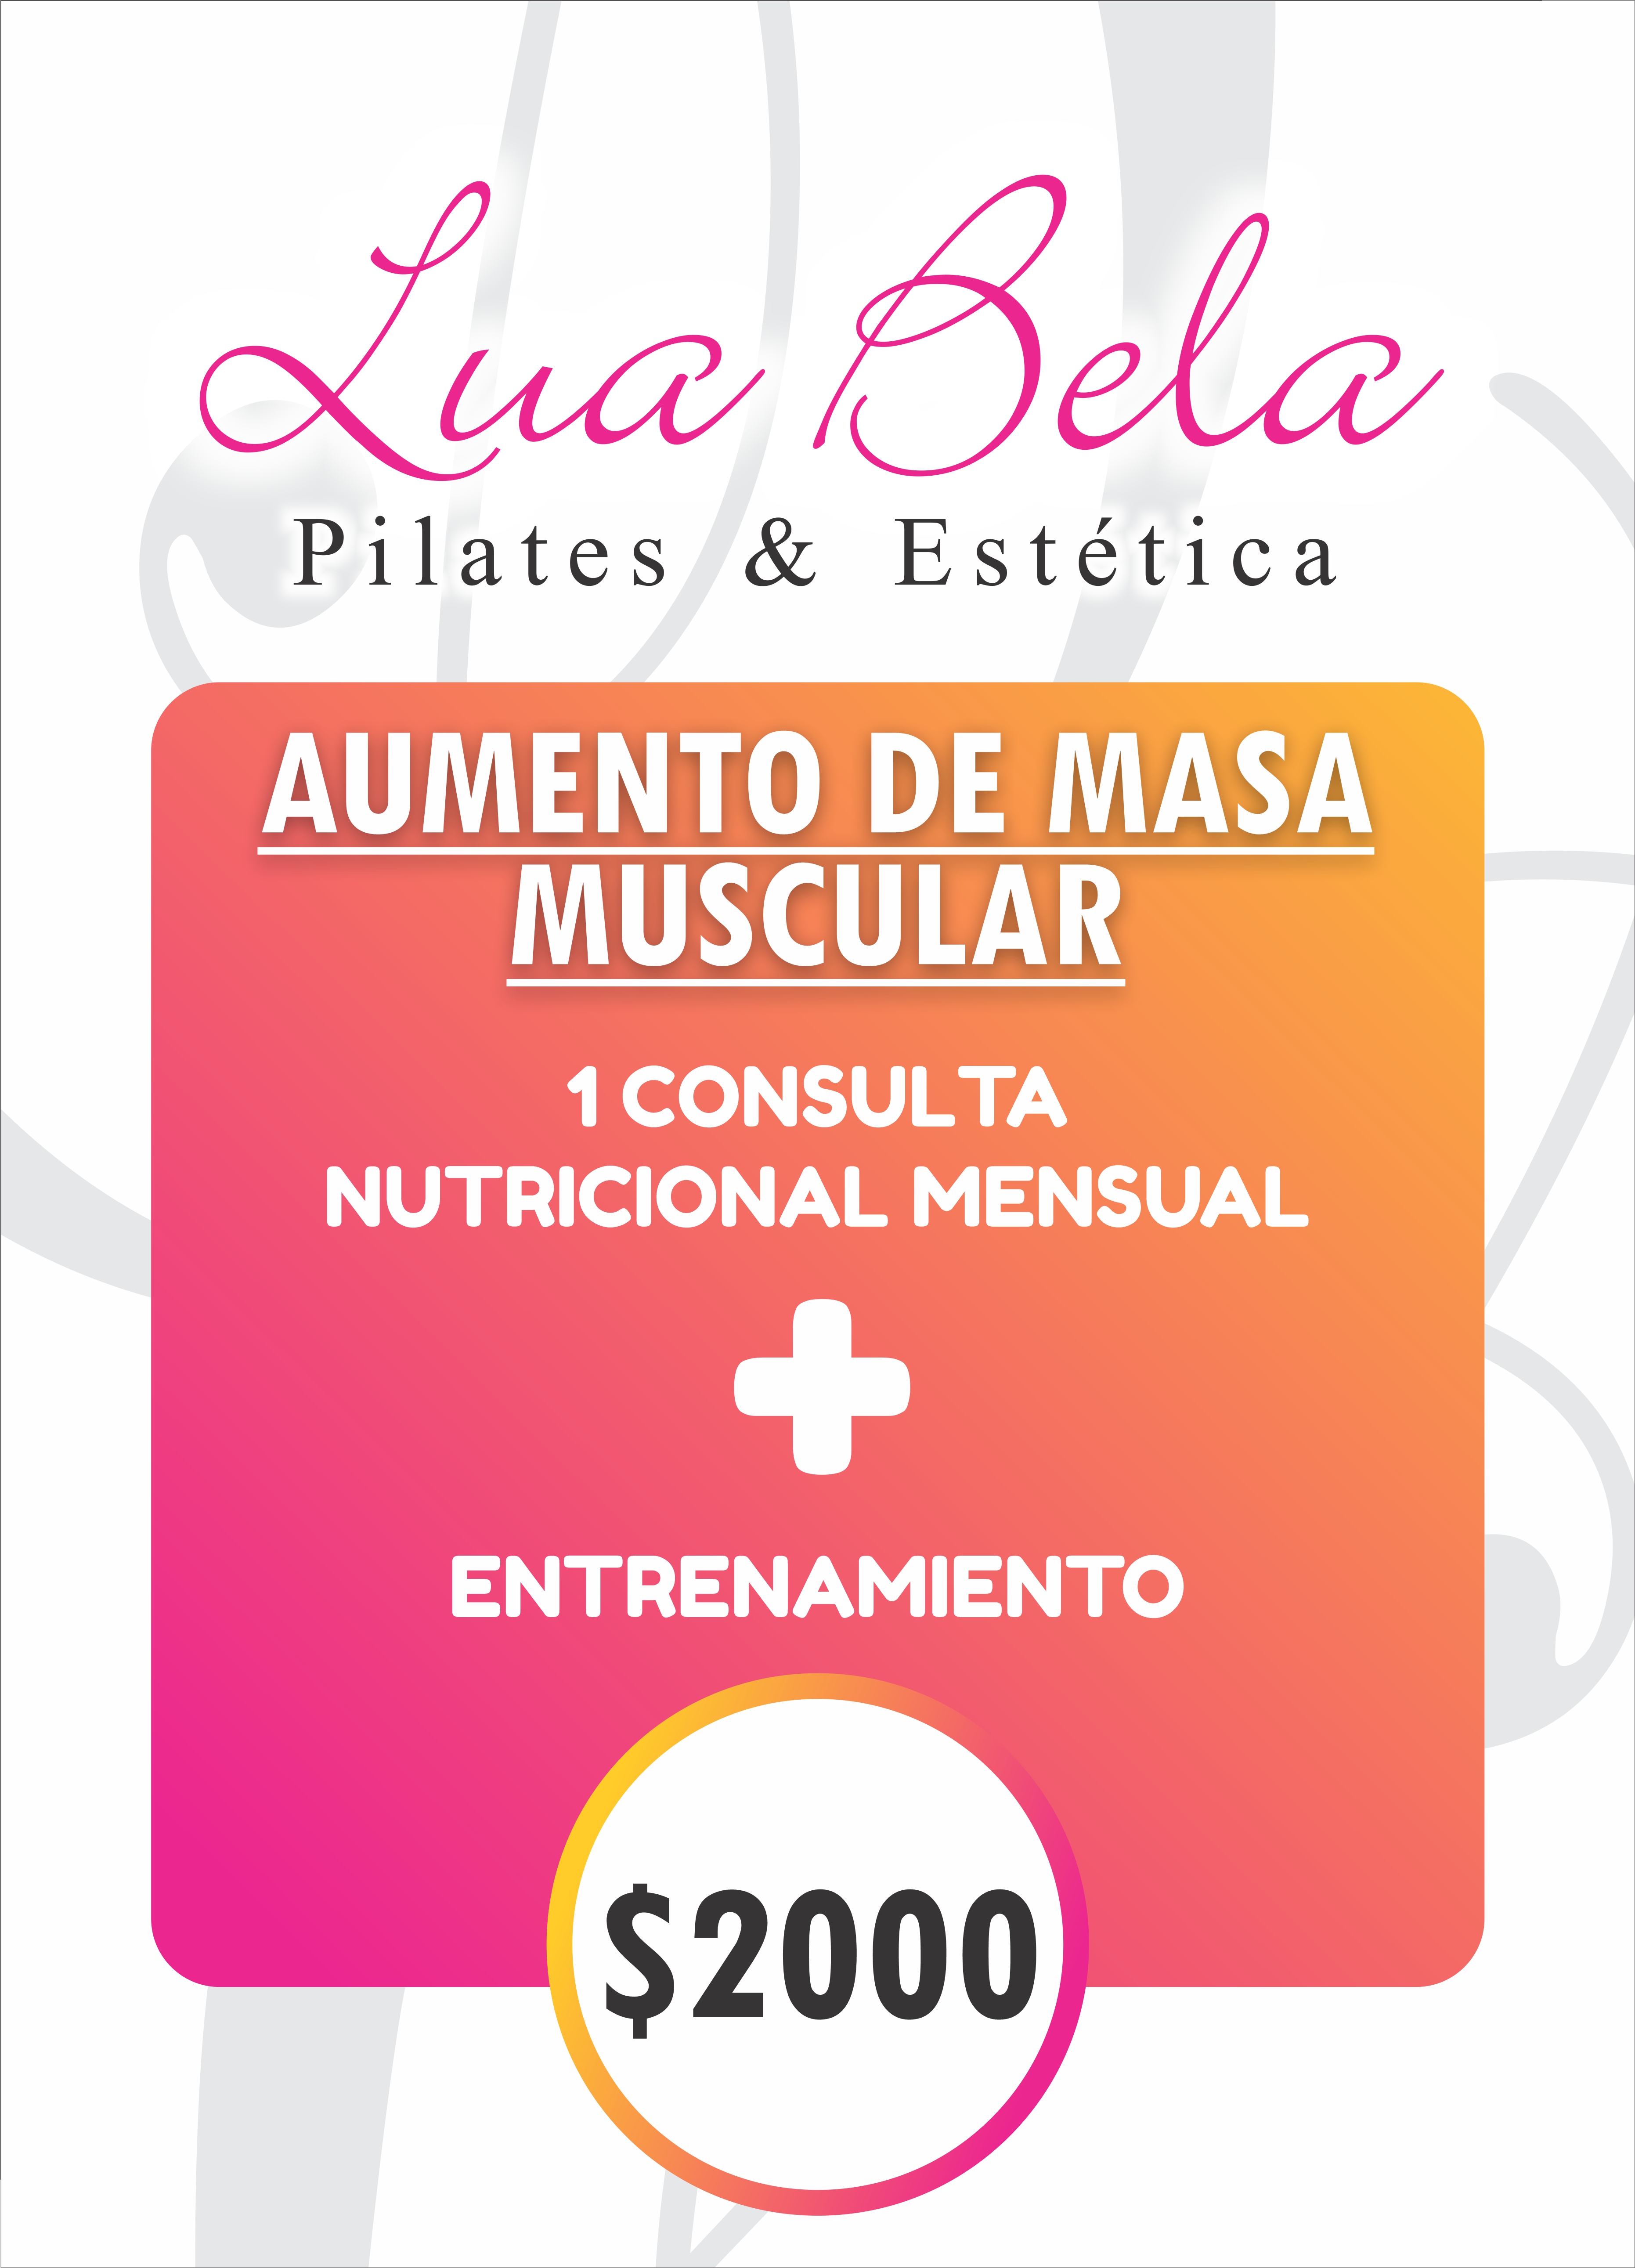 Lua Bela
Pilates & Estética
AUMENTO DE MASA
MUSCULAR
1 CONSULTA
NUTRICIONAL MENSUAL
+
ENTRENAMIENTO
$2000